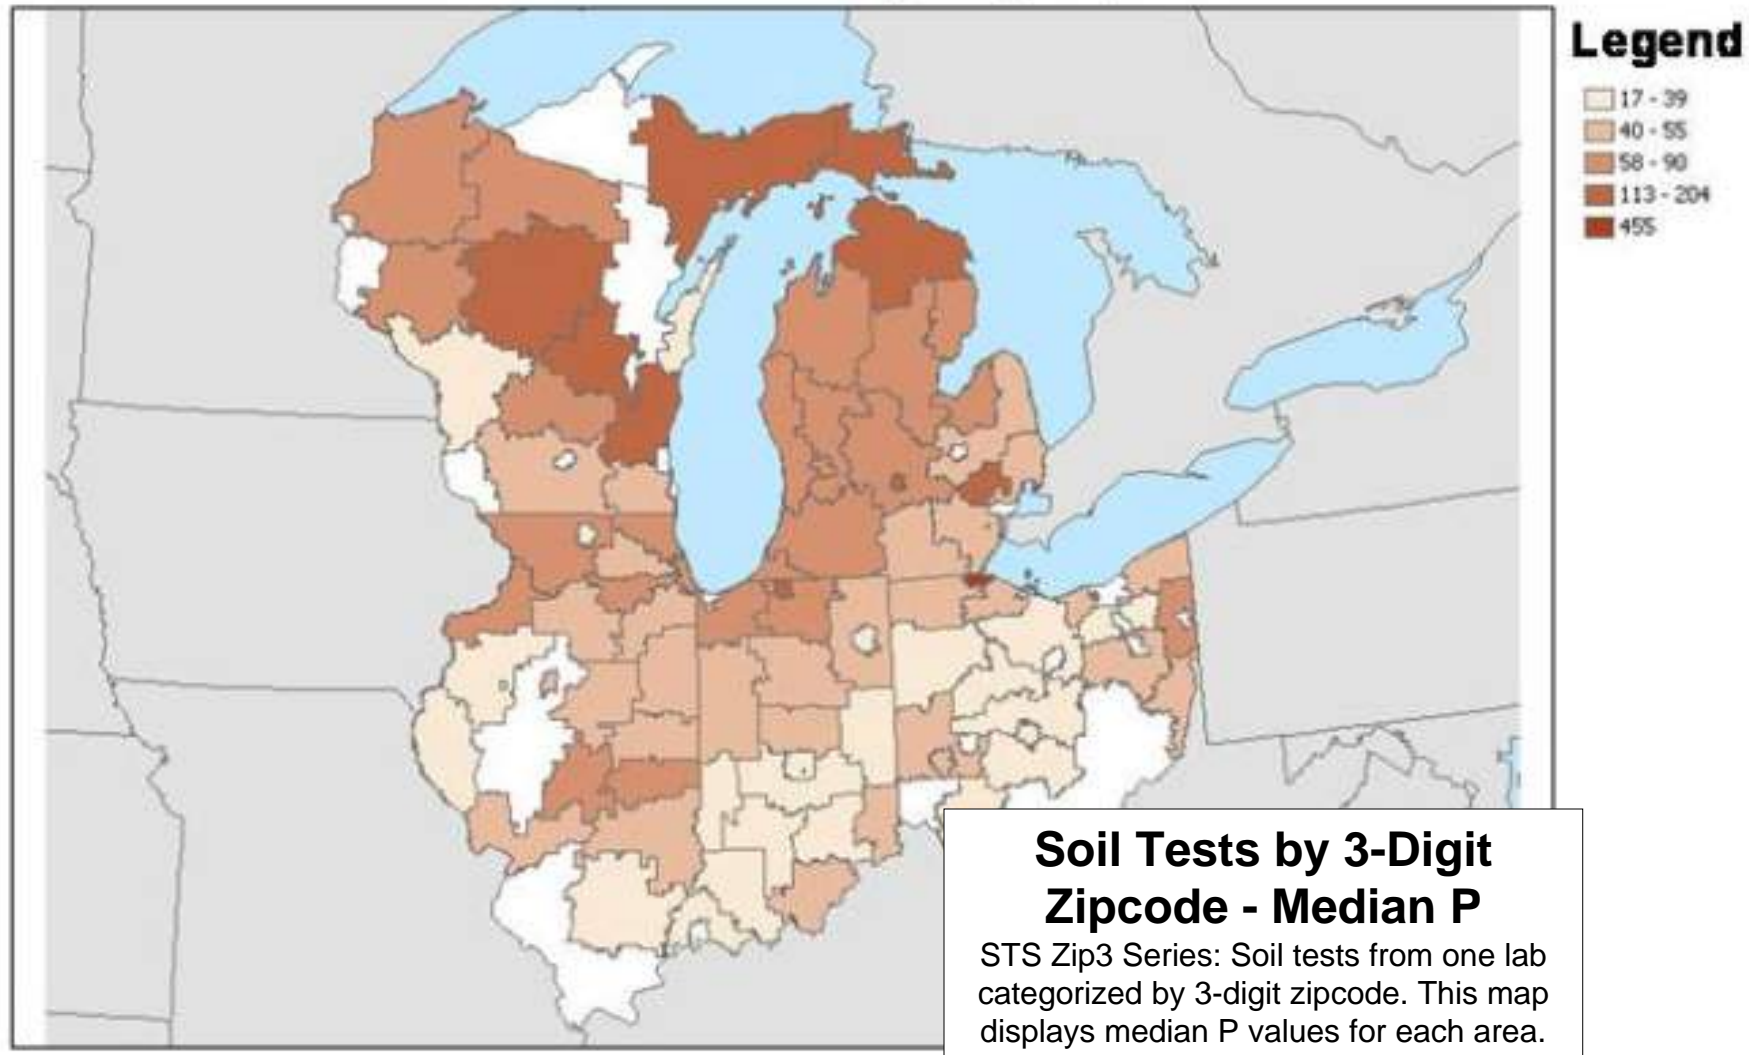 Legend
17 - 39
40 - 55
58 - 90
113 - 204
455
Soil Tests by 3-Digit
Zipcode - Median P
STS Zip3 Series: Soil tests from one lab
categorized by 3-digit zipcode. This map
displays median P values for each area.